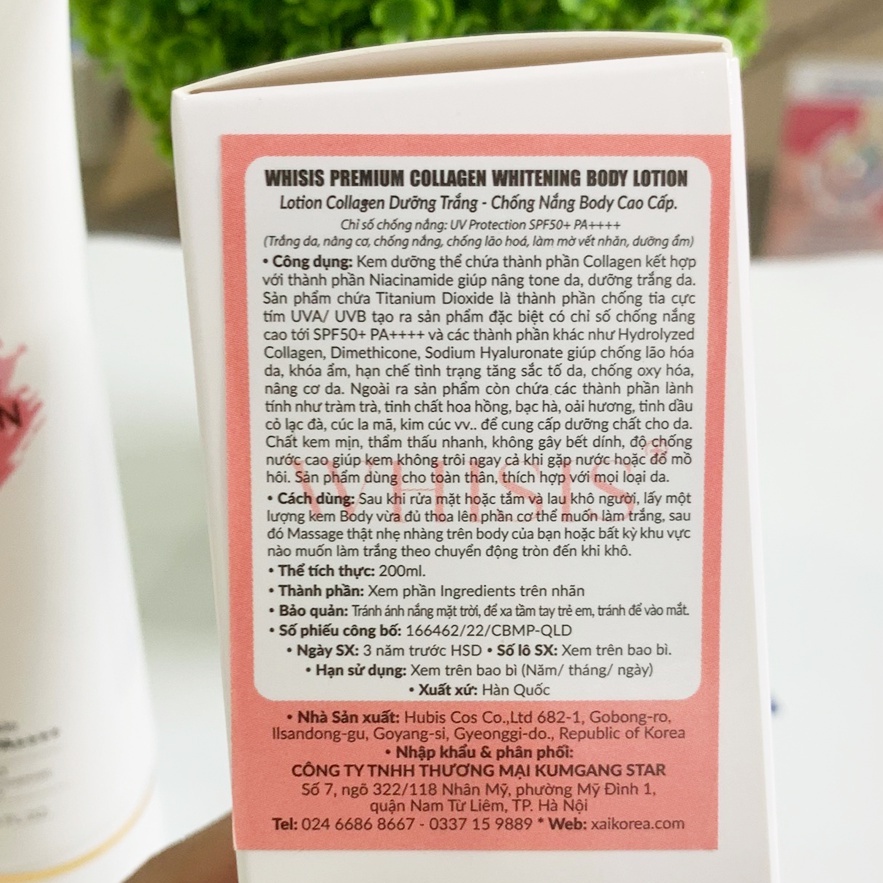 WHISIS PREMIUM COLLAGEN WHITENING BODY LOTION
Lotion Collagen Dưỡng Trắng - Chống Nắng Body Cao Cấp.
Chỉ số chống nắng: UV Protection SPF50+ PA++++
(Trắng da, nâng cơ, chống nắng, chống lão hoá, làm mờ vết nhăn, dưỡng ẩm)
• Công dụng: Kem dưỡng thể chứa thành phần Collagen kết hợp
với thành phần Niacinamide giúp nâng tone da, dưỡng trắng da.
Sản phẩm chứa Titanium Dioxide là thành phần chống tia cực
tím UVA/ UVB tạo ra sản phẩm đặc biệt có chỉ số chống nắng
cao tới SPF50+ PA++++ và các thành phần khác như Hydrolyzed
Collagen, Dimethicone, Sodium Hyaluronate giúp chống lão hóa
da, khóa ẩm, hạn chế tình trạng tăng sắc tố da, chống oxy hóa,
nâng cơ da. Ngoài ra sản phẩm còn chứa các thành phần lành
tính như tràm trà, tinh chất hoa hồng, bạc hà, oải hương, tinh dầu
cỏ lạc đà, cúc la mã, kim cúc vv.. để cung cấp dưỡng chất cho da.
Chất kem mịn, thẩm thấu nhanh, không gây bết dính, độ chống
nước cao giúp kem không trôi ngay cả khi gặp nước hoặc đổ mồ
hôi. Sản phẩm dùng cho toàn thân, thích hợp với mọi loại da.
WHISIS
• Cách dùng: Sau khi rửa mặt hoặc tắm và lau khô người, lấy một
lượng kem Body vừa đủ thoa lên phần cơ thể muốn làm trắng, sau
đó Massage thật nhẹ nhàng trên body của bạn hoặc bất kỳ khu vực
nào muốn làm trắng theo chuyển động tròn đến khi khô.
• Thể tích thực: 200ml.
• Thành phần: Xem phần Ingredients trên nhãn
• Bảo quản: Tránh ánh nắng mặt trời, để xa tầm tay trẻ em, tránh để vào mắt.
• Số phiếu công bố: 166462/22/CBMP-QLD
• Ngày SX: 3 năm trước HSD • Số lô SX: Xem trên bao bì.
• Hạn sử dụng: Xem trên bao bì (Năm/ tháng/ ngày)
• Xuất xứ: Hàn Quốc
• Nhà Sản xuất: Hubis Cos Co.,Ltd 682-1, Gobong-ro,
Ilsandong-gu, Goyang-si, Gyeonggi-do., Republic of Korea
• Nhập khẩu & phân phối:
CÔNG TY TNHH THƯƠNG MẠI KUMGANG STAR
Số 7, ngõ 322/118 Nhân Mỹ, phường Mỹ Đình 1,
quận Nam Từ Liêm, TP. Hà Nội
Tel: 024 6686 8667 - 0337 15 9889 * Web: xaikorea.com